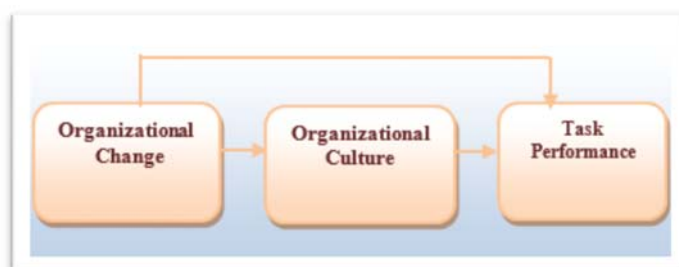 Organizational
Change
Organizational
Culture
Task
Performance